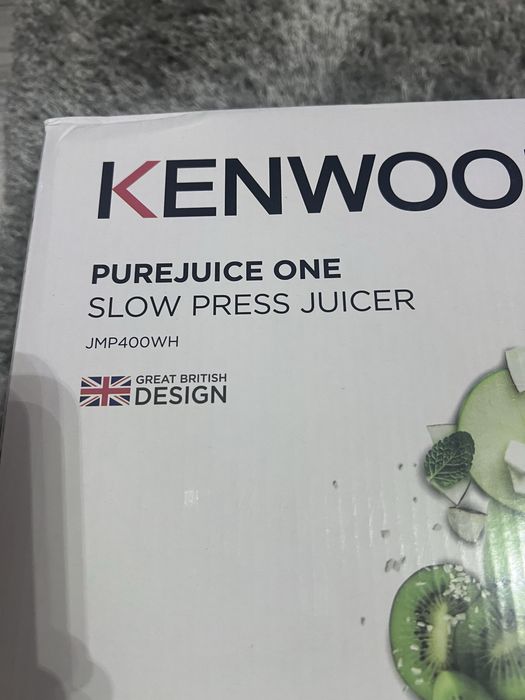 KENWOO
PUREJUICE ONE
SLOW PRESS JUICER
JMP400WH
GREAT BRITISH
DESIGN